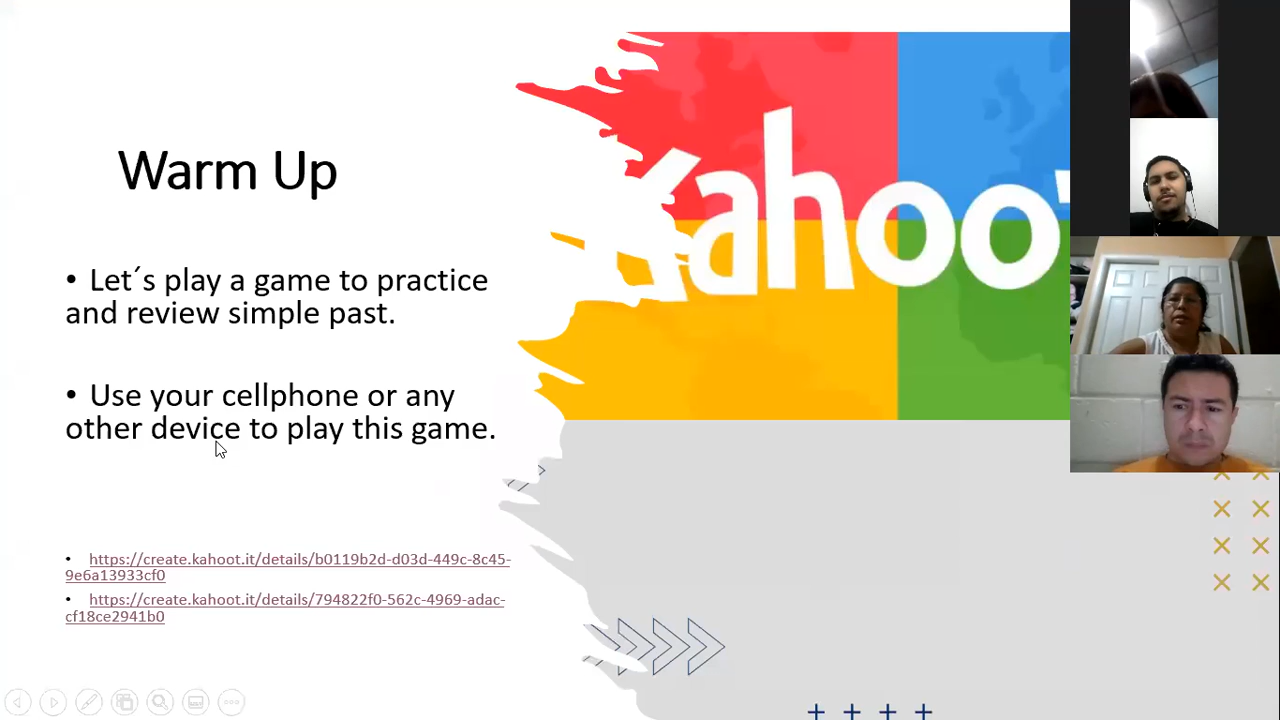 Warm Up
• Let´s play a game to practice
and review simple past.
• Use your cellphone or any
other device to play this game.
• https://create.kahoot.it/details/b0119b2d-d03d-449c-8c45-
9e6a13933cf0
• https://create.kahoot.it/details/794822f0-562c-4969-adac-
cf18ce2941b0
Kahoot